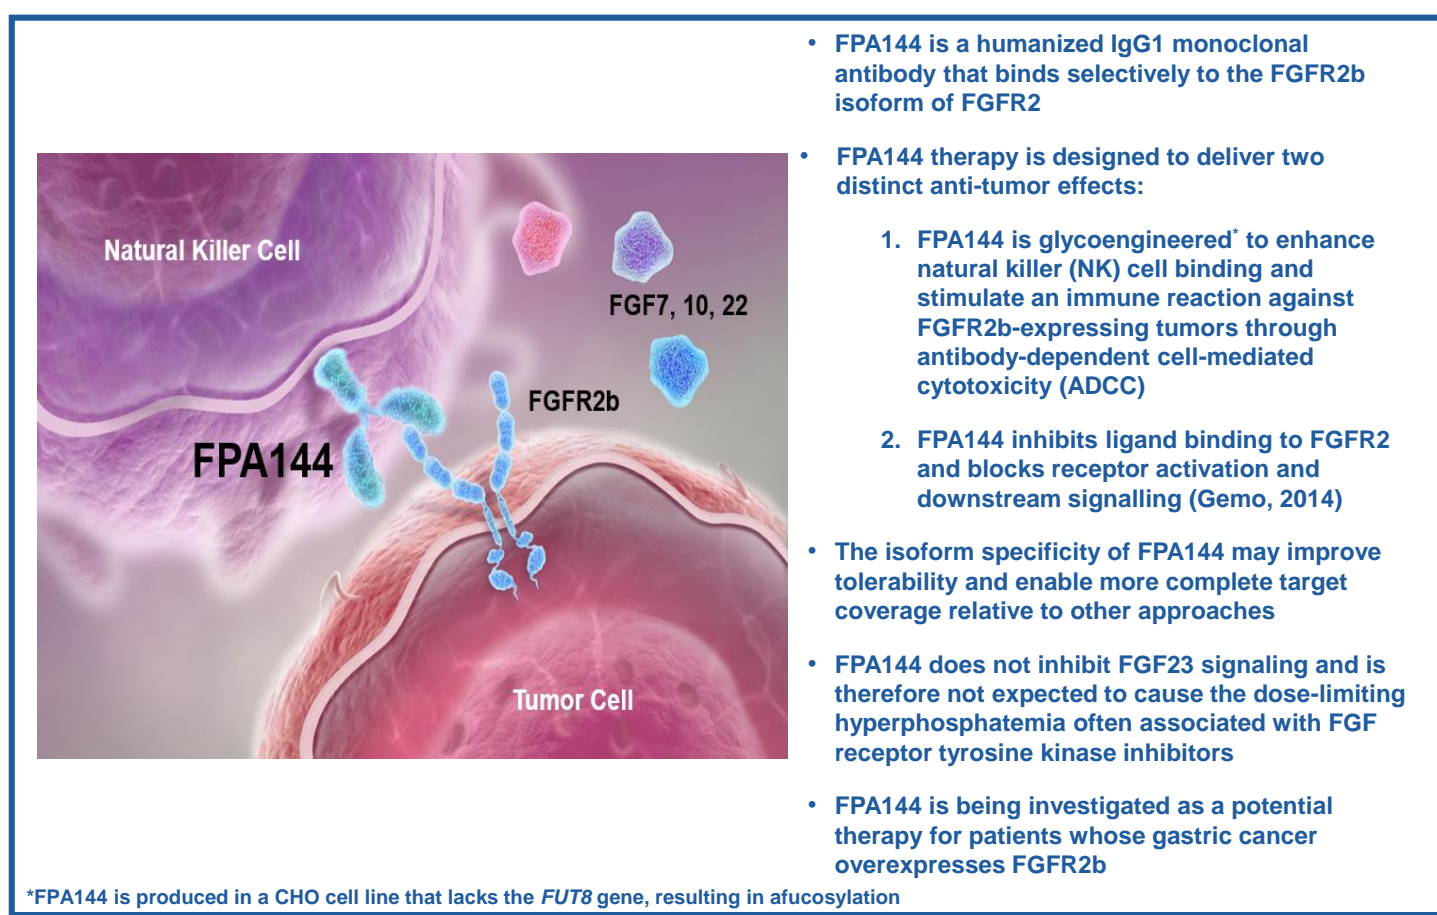 Natural Killer Cell
FGF7, 10, 22
FGFR2b
FPA144
Tumor Cell
• FPA144 is a humanized IgG1 monoclonal
antibody that binds selectively to the FGFR2b
isoform of FGFR2
• FPA144 therapy is designed to deliver two
distinct anti-tumor effects:
1. FPA144 is glycoengineered* to enhance
natural killer (NK) cell binding and
stimulate an immune reaction against
FGFR2b-expressing tumors through
antibody-dependent cell-mediated
cytotoxicity (ADCC)
2. FPA144 inhibits ligand binding to FGFR2
and blocks receptor activation and
downstream signalling (Gemo, 2014)
• The isoform specificity of FPA144 may improve
tolerability and enable more complete target
coverage relative to other approaches
• FPA144 does not inhibit FGF23 signaling and is
therefore not expected to cause the dose-limiting
hyperphosphatemia often associated with FGF
receptor tyrosine kinase inhibitors
• FPA144 is being investigated as a potential
therapy for patients whose gastric cancer
overexpresses FGFR2b
*FPA144 is produced in a CHO cell line that lacks the FUT8 gene, resulting in afucosylation